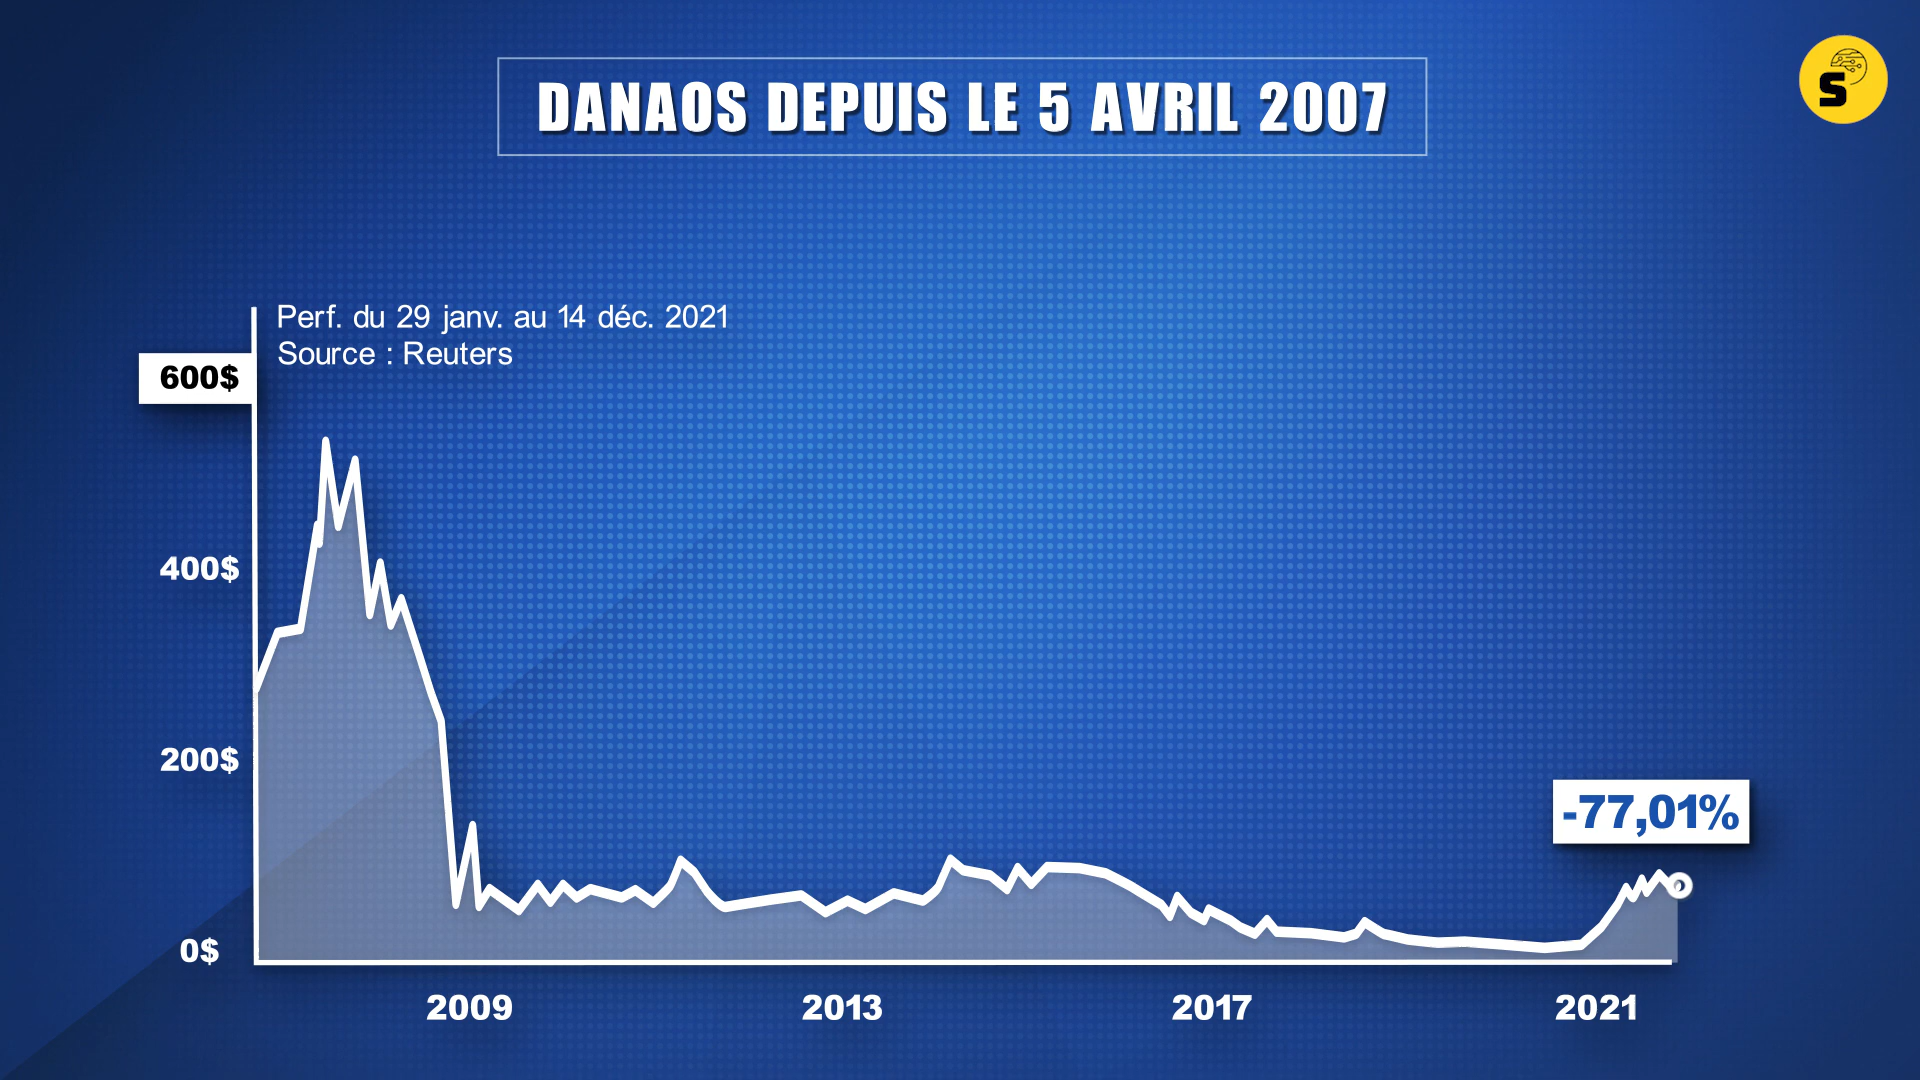 DANAOS DEPUIS LE 5 AVRIL 2007
S
Perf. du 29 janv. au 14 déc. 2021
Source : Reuters
600$
400$
200$
0$
-77,01%
2009
2013
2017
2021